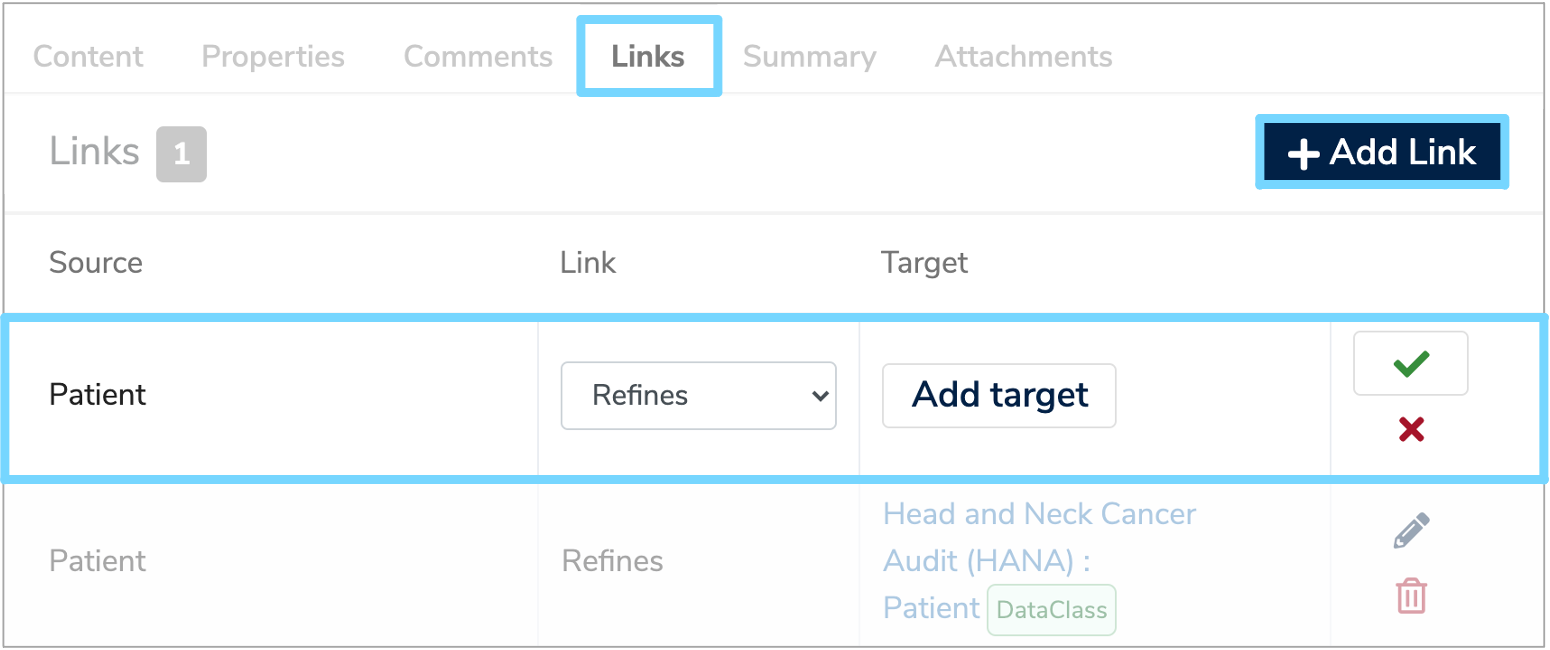 Content Properties Comments Links Summary Attachments
Links 1
Add Link
Source Link Target
Patient Refines Add target
Patient Refines Head and Neck Cancer
Audit (HANA) :
Patient DataClass